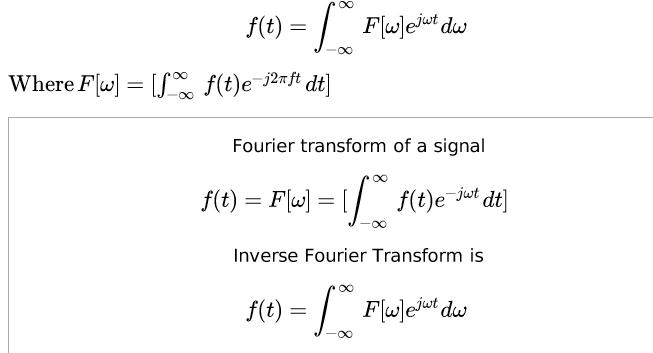 f(t) = ∫_{−∞}^{∞} F[ω]e^{jωt} dω
Where F[ω] = [∫_{−∞}^{∞} f(t)e^{−j2πft} dt]
Fourier transform of a signal
f(t) = F[ω] = [∫_{−∞}^{∞} f(t)e^{−jωt} dt]
Inverse Fourier Transform is
f(t) = ∫_{−∞}^{∞} F[ω]e^{jωt} dω